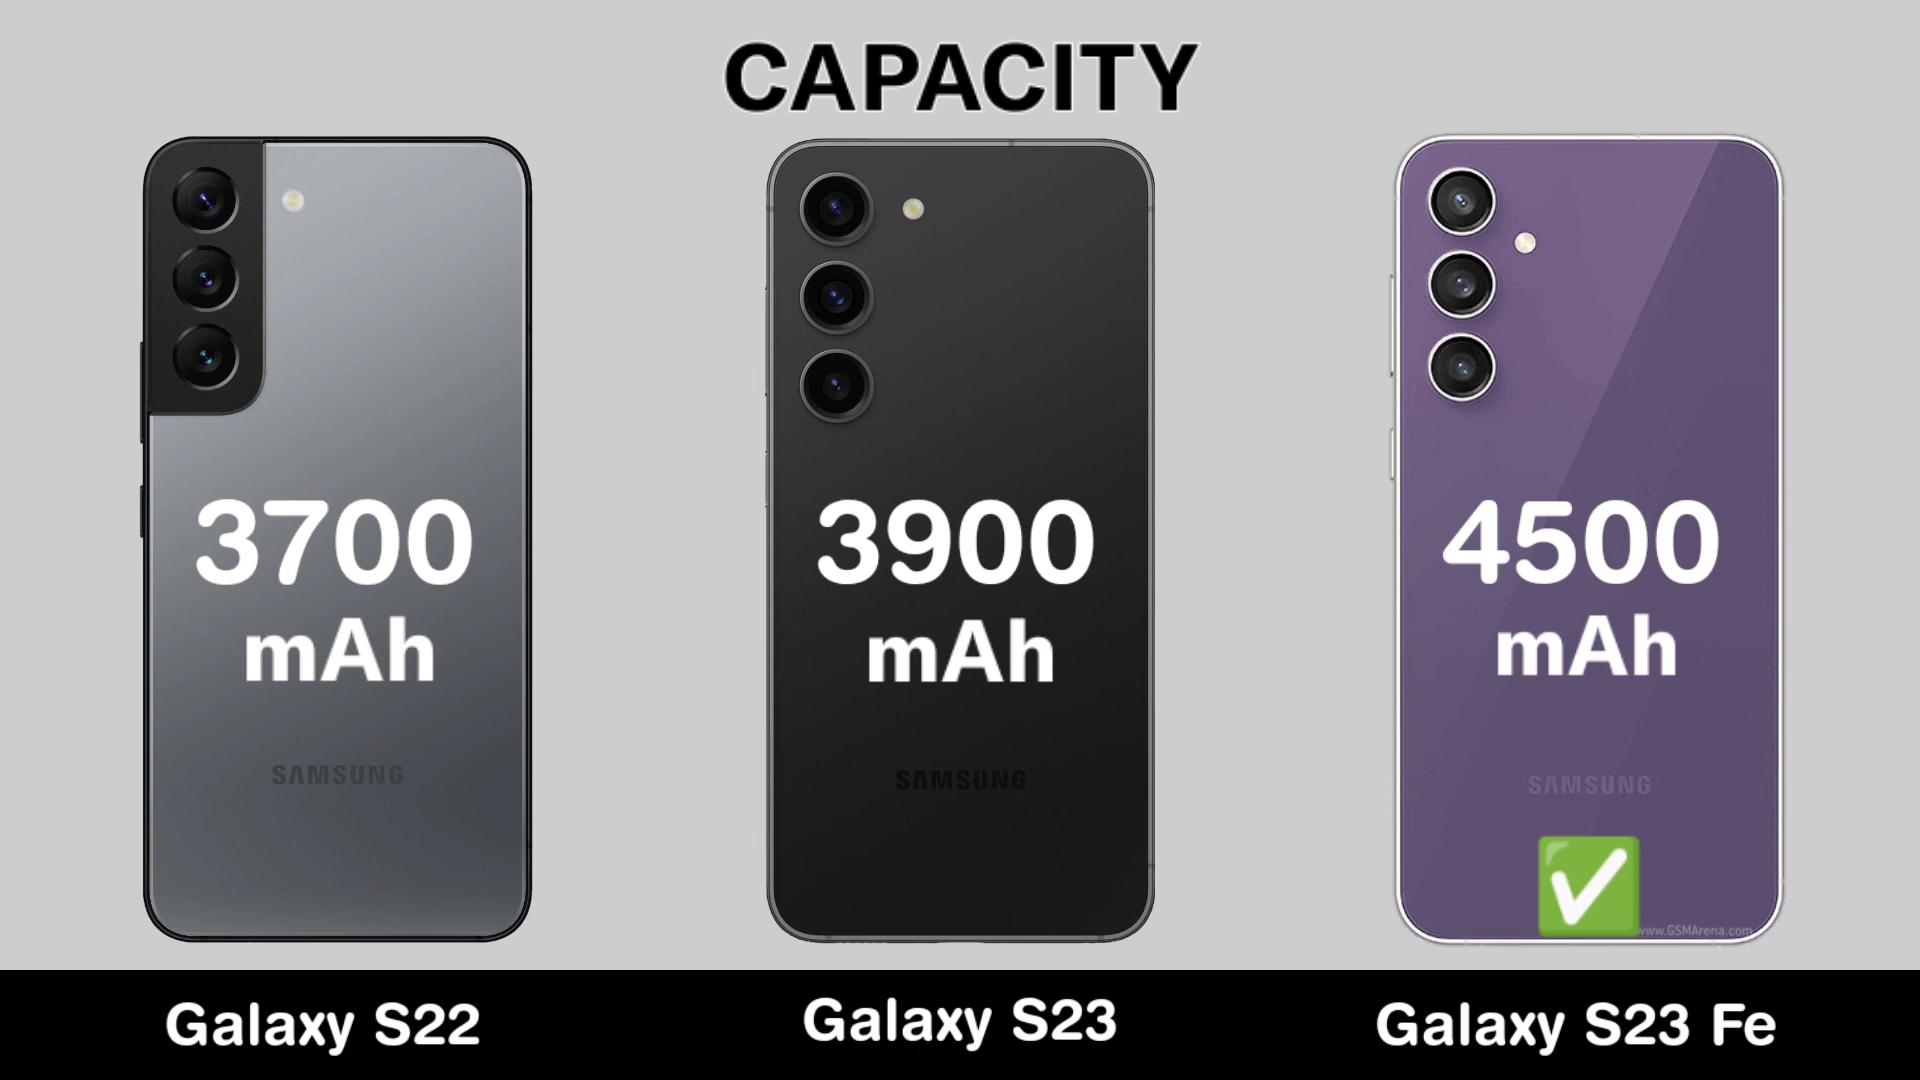 CAPACITY
3700
mAh
SAMSUNG
3900
mAh
SAMSUNG
4500
mAh
SAMSUNG
www.GSMArena.com
Galaxy S22
Galaxy S23
Galaxy S23 Fe